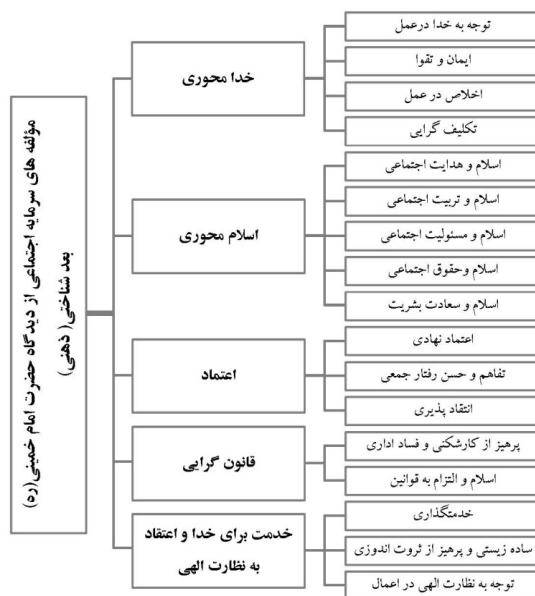 مؤلفه های سرمایه اجتماعی از دیدگاه حضرت امام خمینی(ره)
بعد شناختی( ذهنی)
خدا محوری
توجه به خدا درعمل
ایمان و تقوا
اخلاص در عمل
تکلیف گرایی
اسلام محوری
اسلام و هدایت اجتماعی
اسلام و تربیت اجتماعی
اسلام و مسئولیت اجتماعی
اسلام وحقوق اجتماعی
اسلام و سعادت بشریت
اعتماد
اعتماد نهادی
تفاهم و حسن رفتار جمعی
انتقاد پذیری
قانون گرایی
پرهیز از کارشکنی و فساد اداری
اسلام و التزام به قوانین
خدمت برای خدا و اعتقاد
به نظارت الهی
خدمتگذاری
ساده زیستی و پرهیز از ثروت اندوزی
توجه به نظارت الهی در اعمال